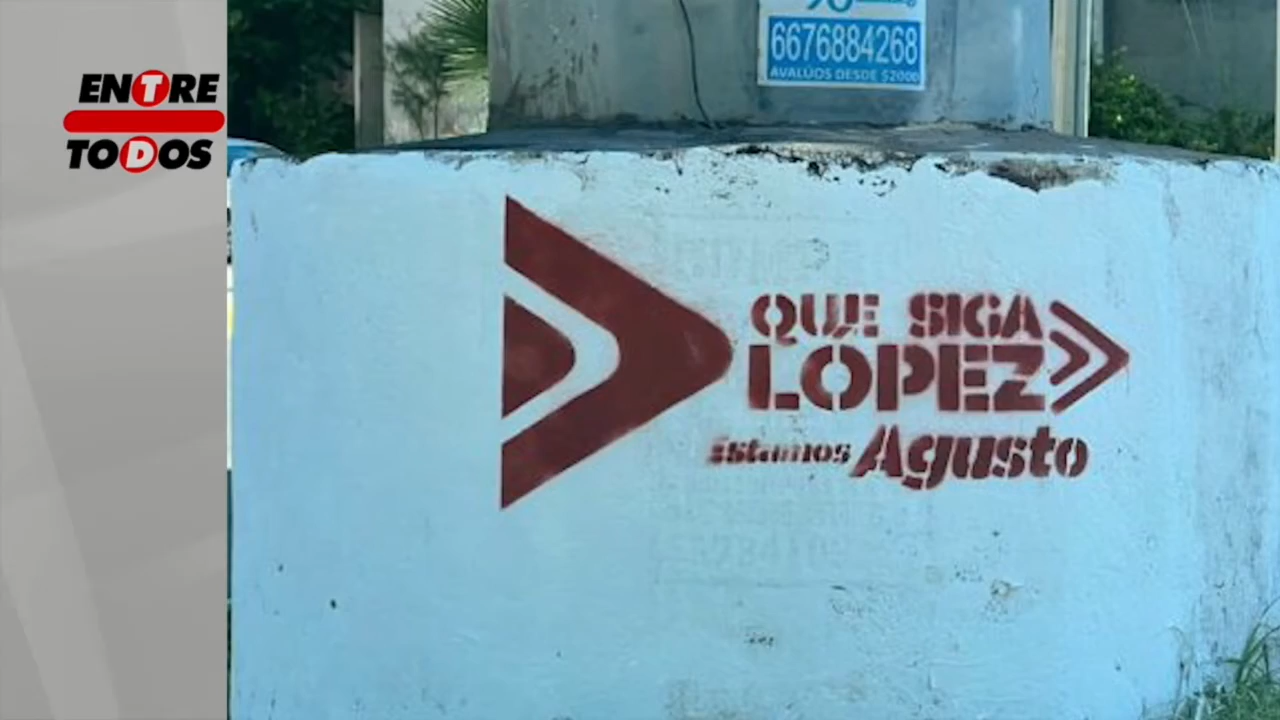 ENTRE
TODOS
6676884268
AVALÚOS DESDE $2000
QUE SIGA
LOPEZ
Estamos Agusto